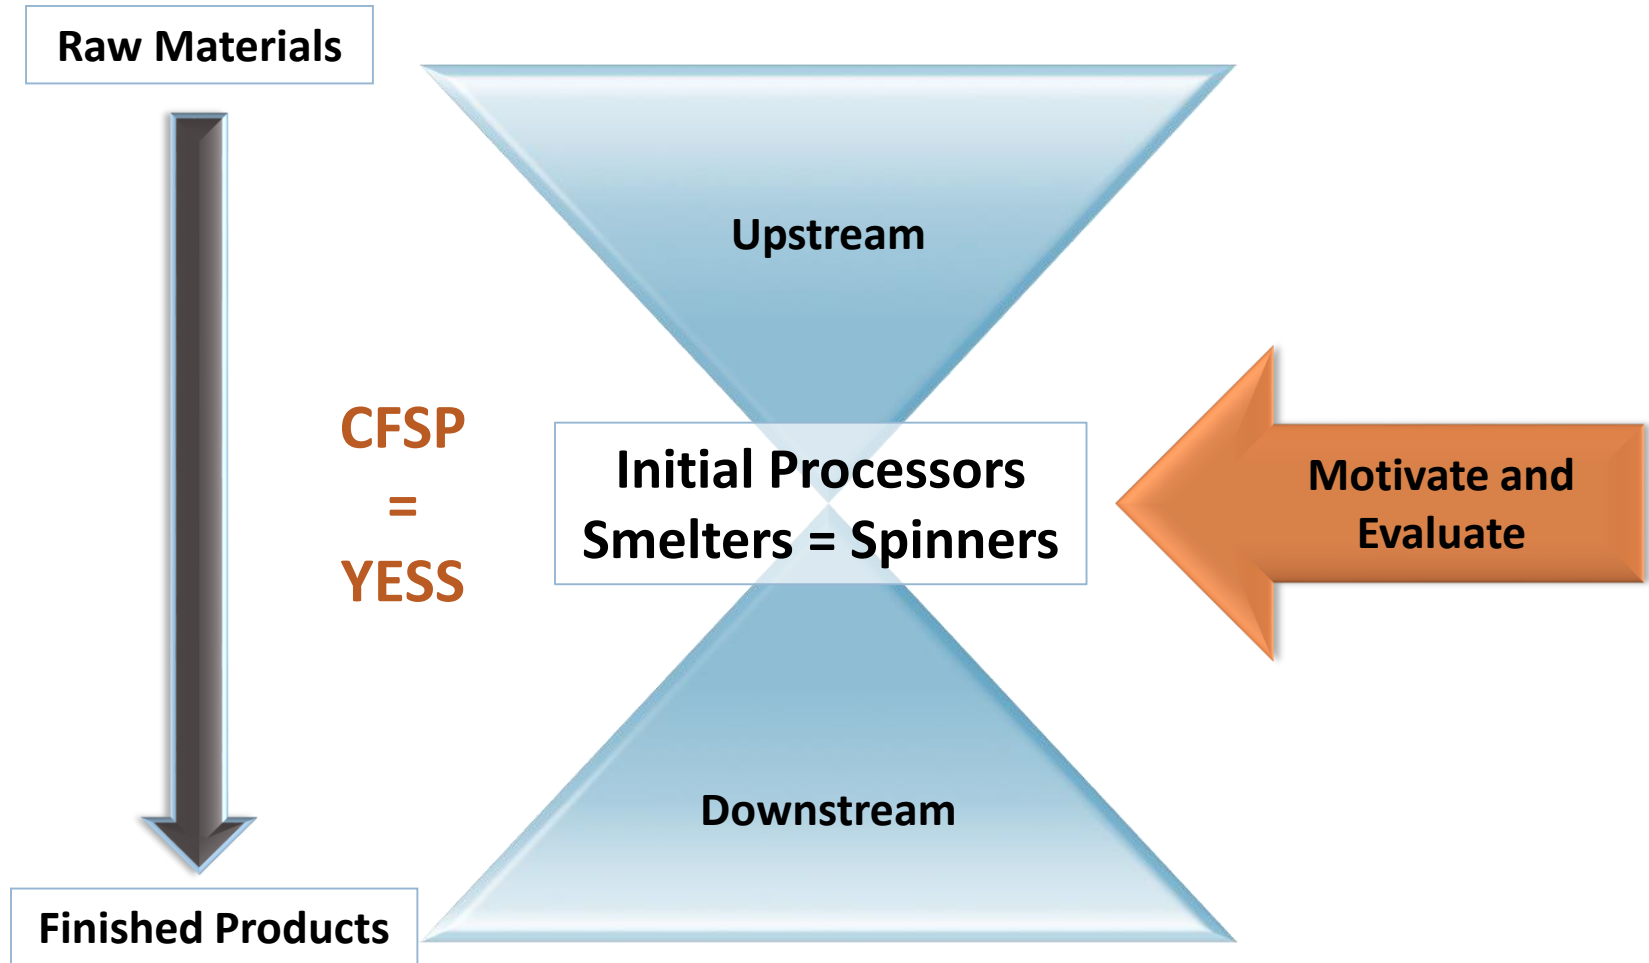 Raw Materials
Upstream
CFSP
=
YESS
Initial Processors
Smelters = Spinners
Motivate and
Evaluate
Downstream
Finished Products